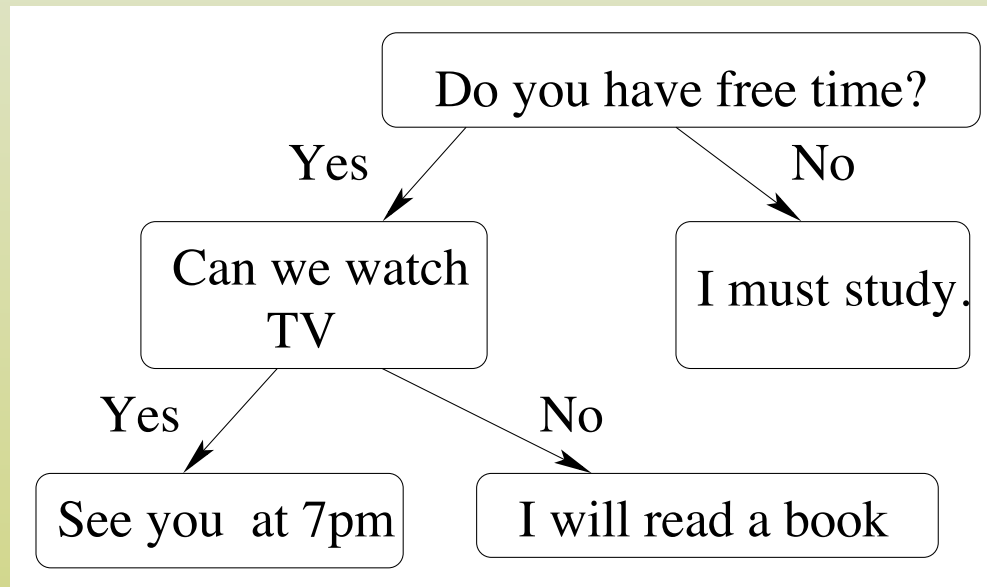 Do you have free time?
Yes
No
Can we watch
TV
I must study.
Yes
No
See you at 7pm
I will read a book